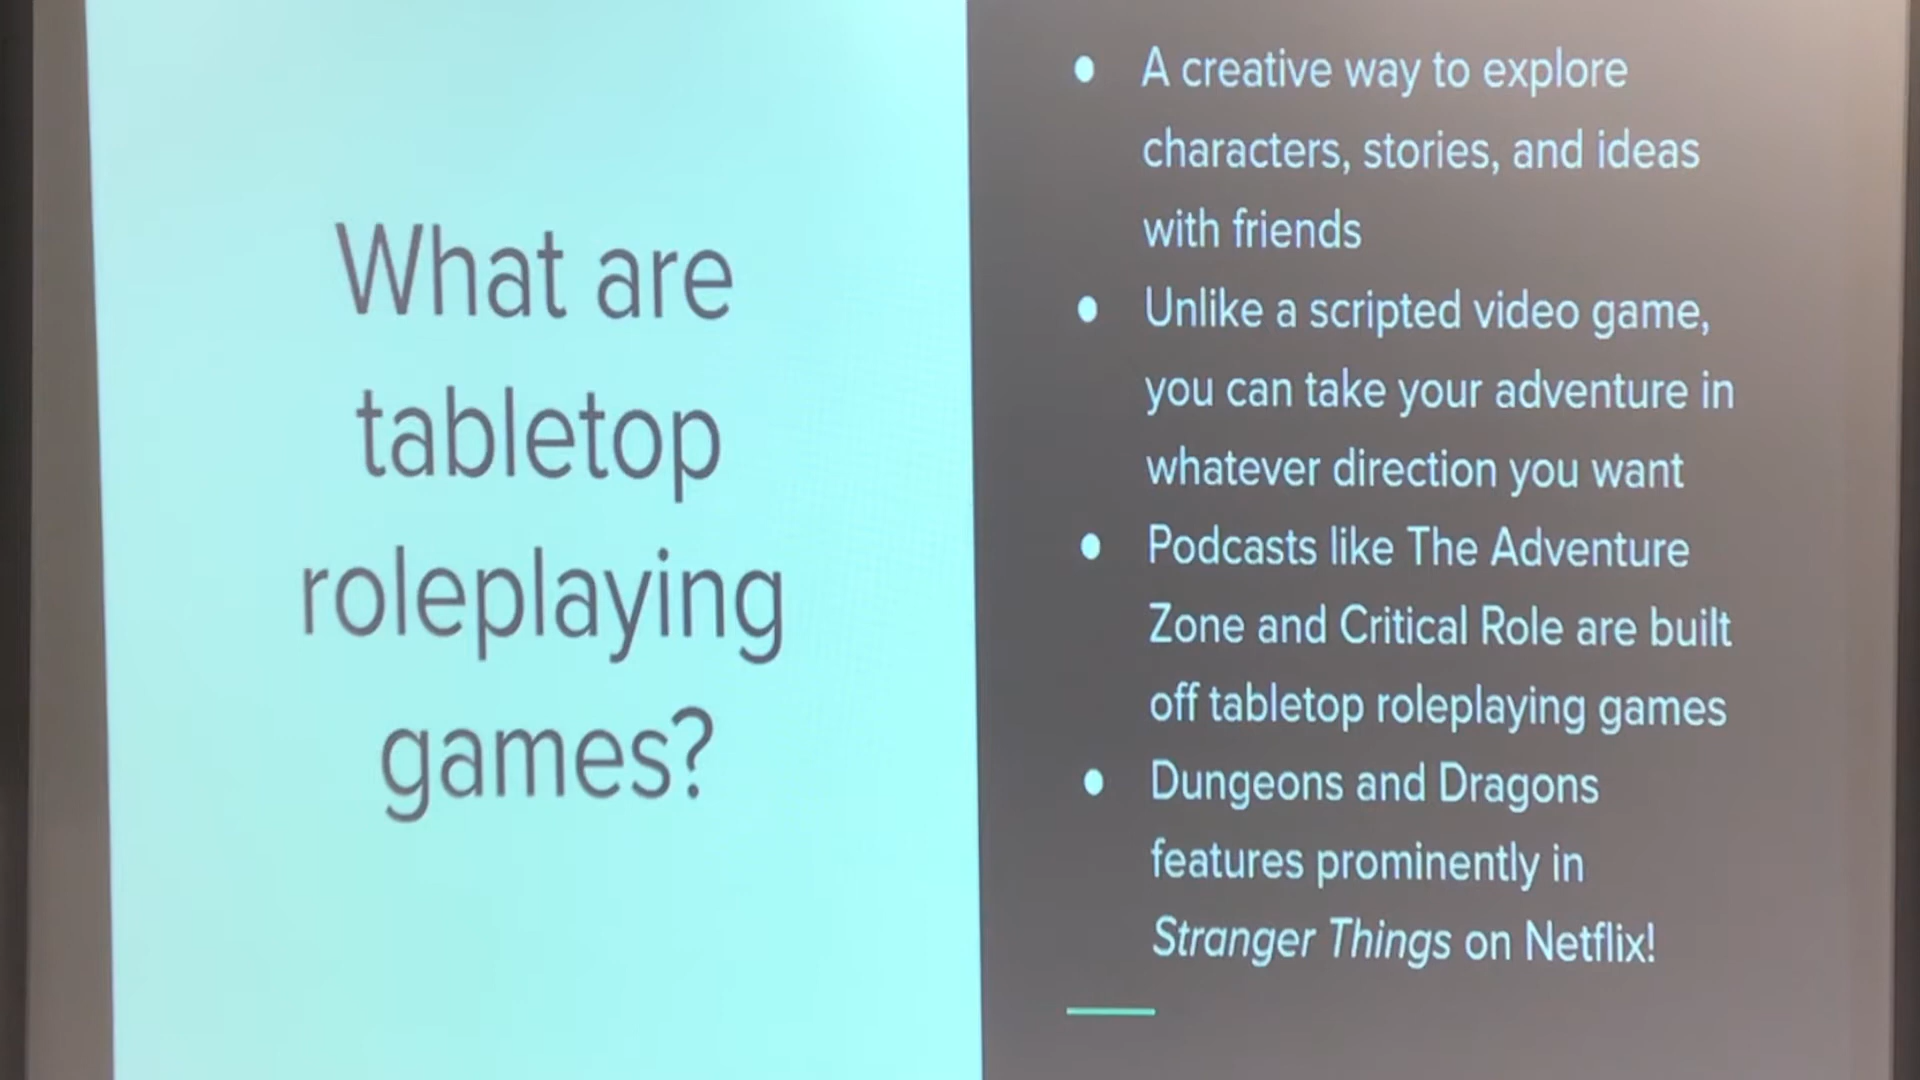 What are
tabletop
roleplaying
games?
● A creative way to explore
characters, stories, and ideas
with friends
● Unlike a scripted video game,
you can take your adventure in
whatever direction you want
● Podcasts like The Adventure
Zone and Critical Role are built
off tabletop roleplaying games
● Dungeons and Dragons
features prominently in
Stranger Things on Netflix!